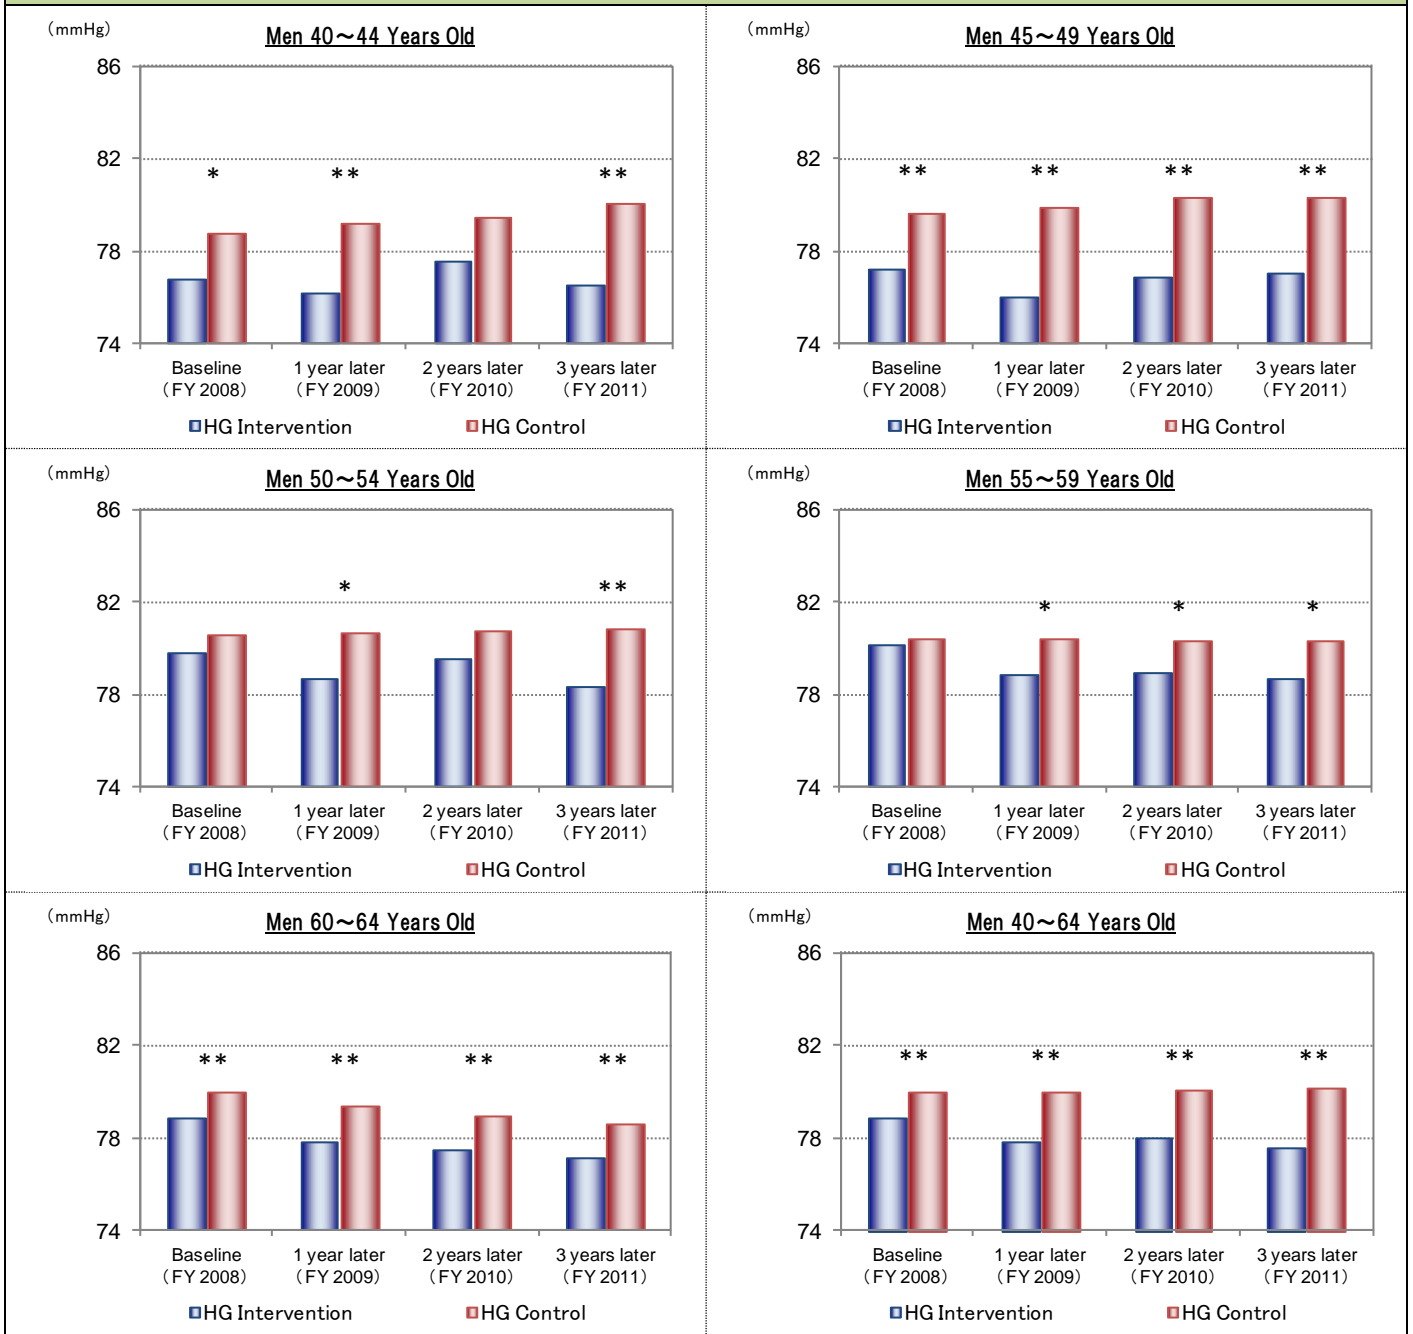 （mmHg）
Men 40～44 Years Old
86
82
* ** **
78
74
Baseline 1 year later 2 years later 3 years later
（FY 2008） （FY 2009） （FY 2010） （FY 2011）
HG Intervention HG Control
（mmHg）
Men 45～49 Years Old
86
82
** ** ** **
78
74
Baseline 1 year later 2 years later 3 years later
（FY 2008） （FY 2009） （FY 2010） （FY 2011）
HG Intervention HG Control
（mmHg）
Men 50～54 Years Old
86
* **
82
78
74
Baseline 1 year later 2 years later 3 years later
（FY 2008） （FY 2009） （FY 2010） （FY 2011）
HG Intervention HG Control
（mmHg）
Men 55～59 Years Old
86
82
* * *
78
74
Baseline 1 year later 2 years later 3 years later
（FY 2008） （FY 2009） （FY 2010） （FY 2011）
HG Intervention HG Control
（mmHg）
Men 60～64 Years Old
86
82
** ** ** **
78
74
Baseline 1 year later 2 years later 3 years later
（FY 2008） （FY 2009） （FY 2010） （FY 2011）
HG Intervention HG Control
（mmHg）
Men 40～64 Years Old
86
82
** ** ** **
78
74
Baseline 1 year later 2 years later 3 years later
（FY 2008） （FY 2009） （FY 2010） （FY 2011）
HG Intervention HG Control